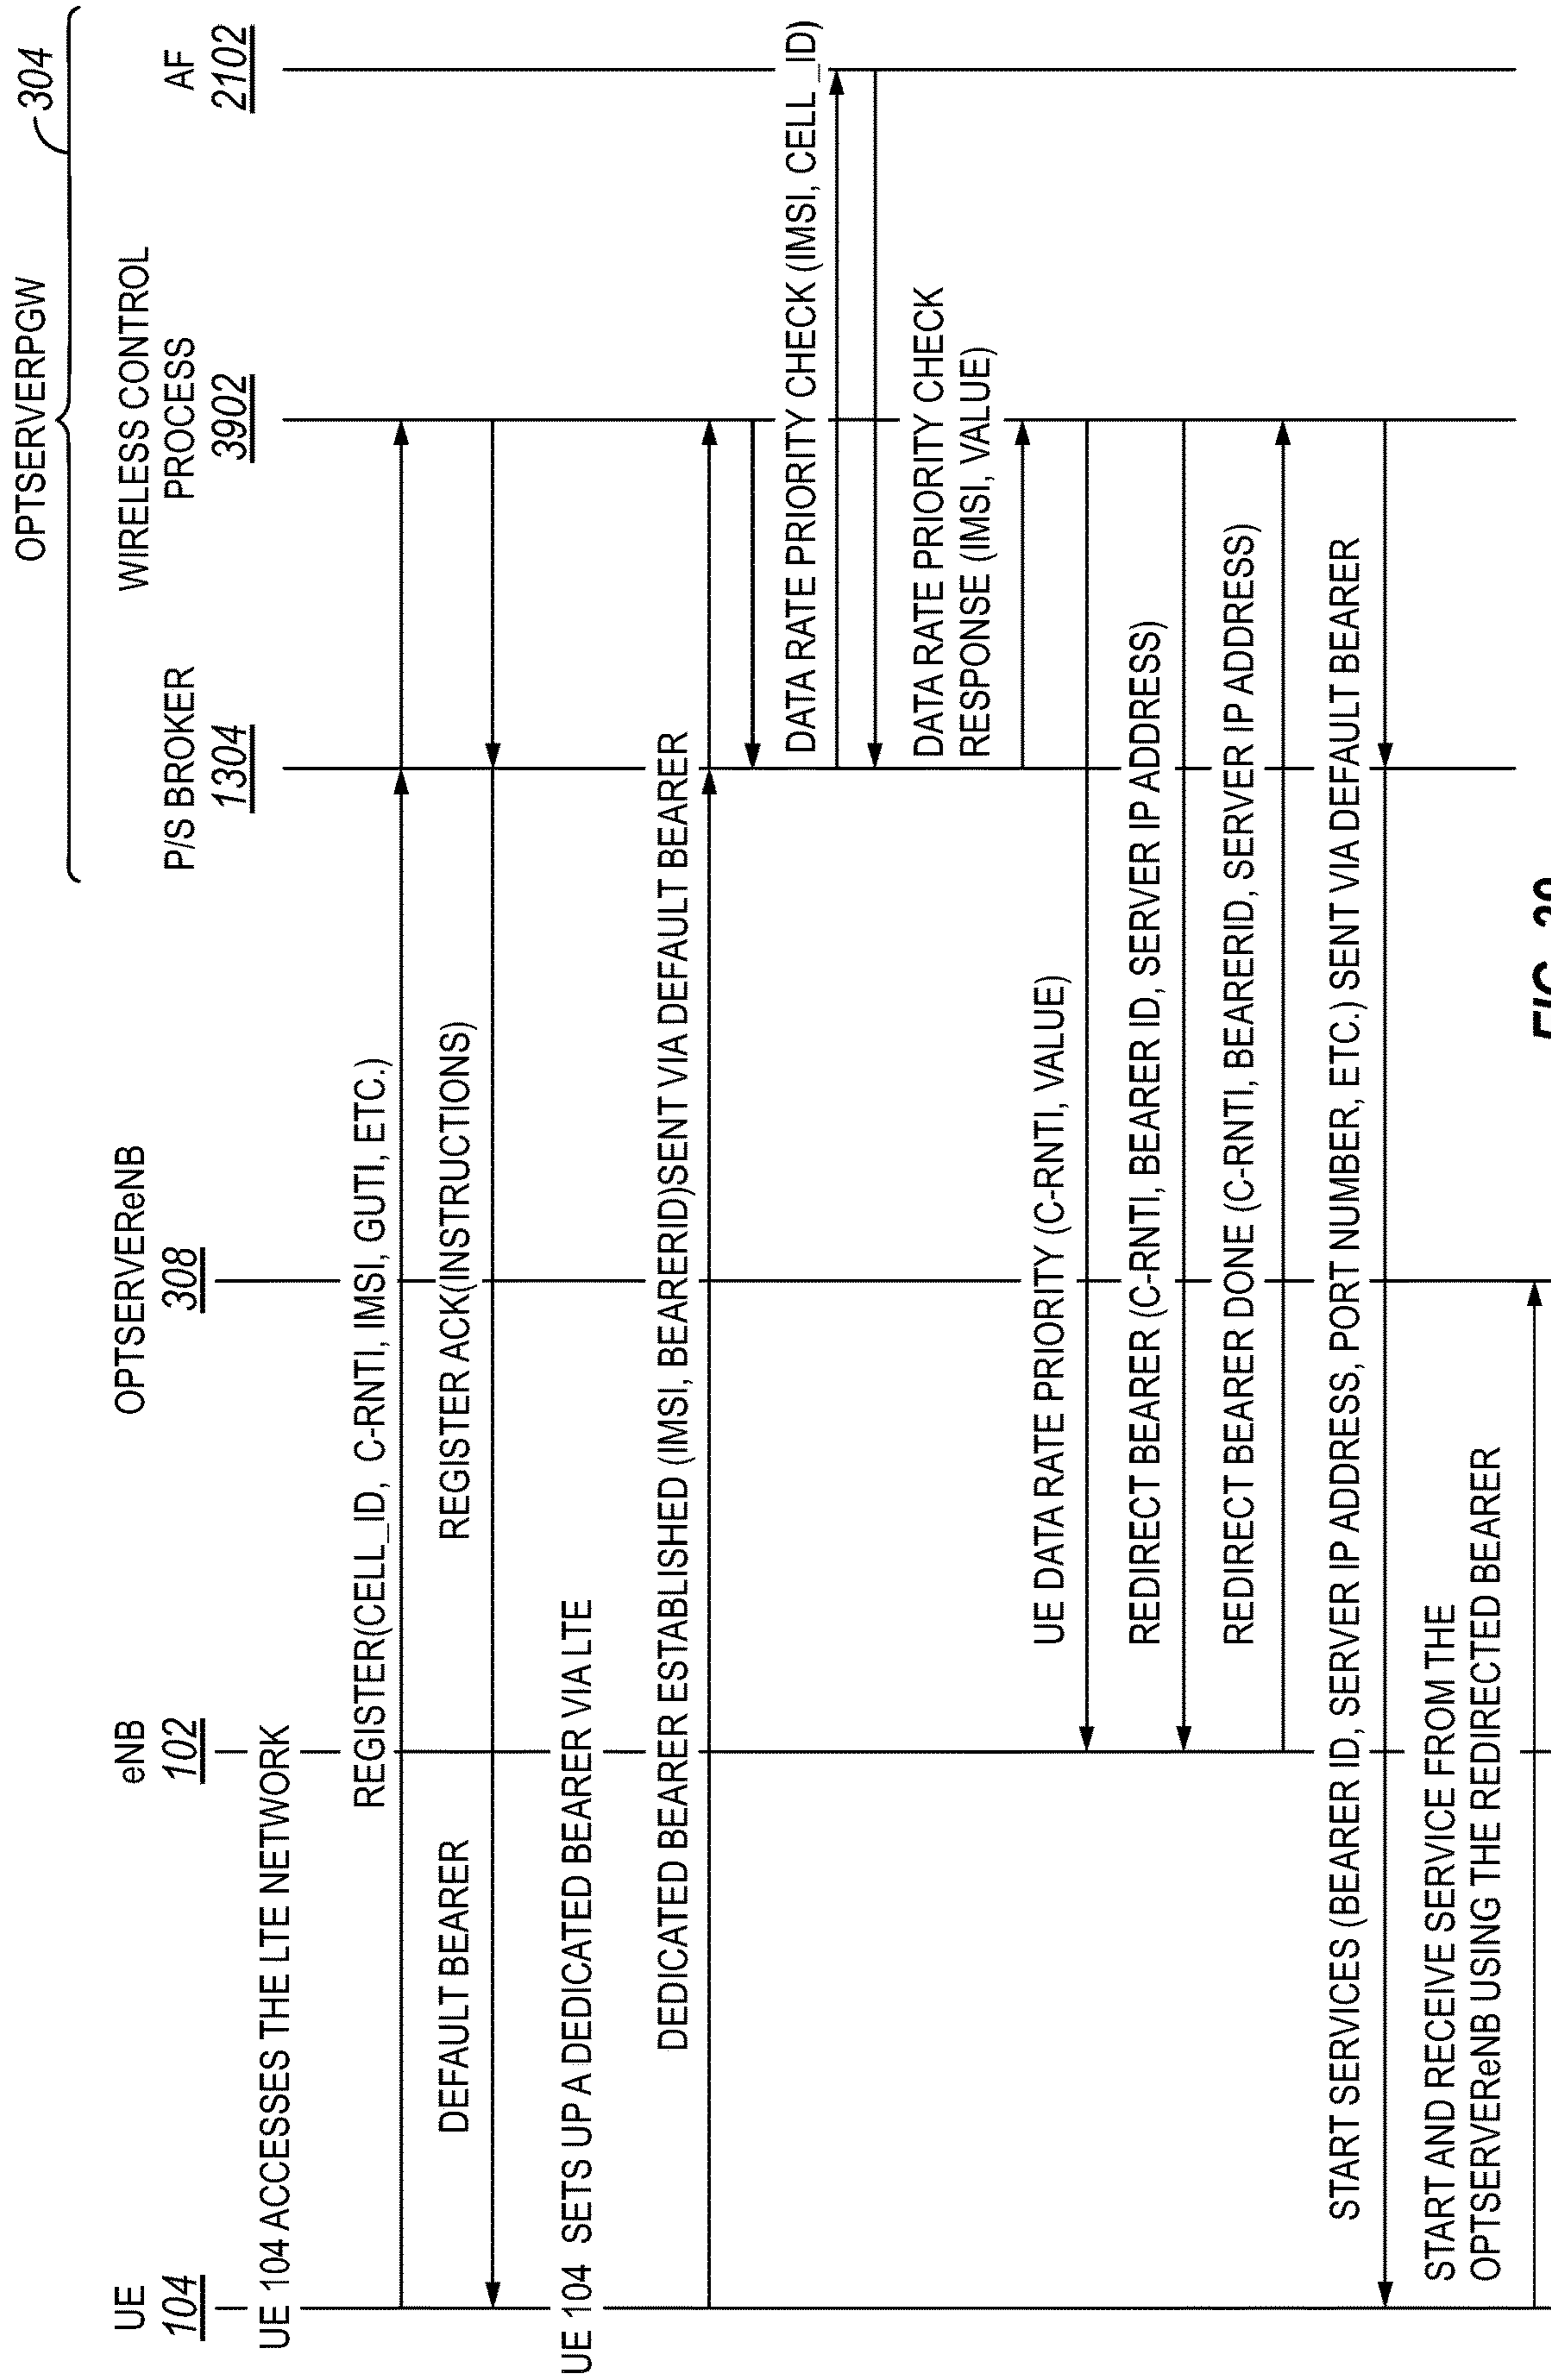 OPTSERVERPGW
304
UE
104
eNB
102
OPTSERVEReNB
308
P/S BROKER
1304
WIRELESS CONTROL
PROCESS
3902
AF
2102
UE 104 ACCESSES THE LTE NETWORK
REGISTER(CELL_ID, C-RNTI, IMSI, GUTI, ETC.)
DEFAULT BEARER
REGISTER ACK(INSTRUCTIONS)
UE 104 SETS UP A DEDICATED BEARER VIA LTE
DEDICATED BEARER ESTABLISHED (IMSI, BEARERID)SENT VIA DEFAULT BEARER
DATA RATE PRIORITY CHECK (IMSI, CELL_ID)
DATA RATE PRIORITY CHECK
RESPONSE (IMSI, VALUE)
UE DATA RATE PRIORITY (C-RNTI, VALUE)
REDIRECT BEARER (C-RNTI, BEARER ID, SERVER IP ADDRESS)
REDIRECT BEARER DONE (C-RNTI, BEARERID, SERVER IP ADDRESS)
START SERVICES (BEARER ID, SERVER IP ADDRESS, PORT NUMBER, ETC.) SENT VIA DEFAULT BEARER
START AND RECEIVE SERVICE FROM THE
OPTSERVEReNB USING THE REDIRECTED BEARER
FIG.